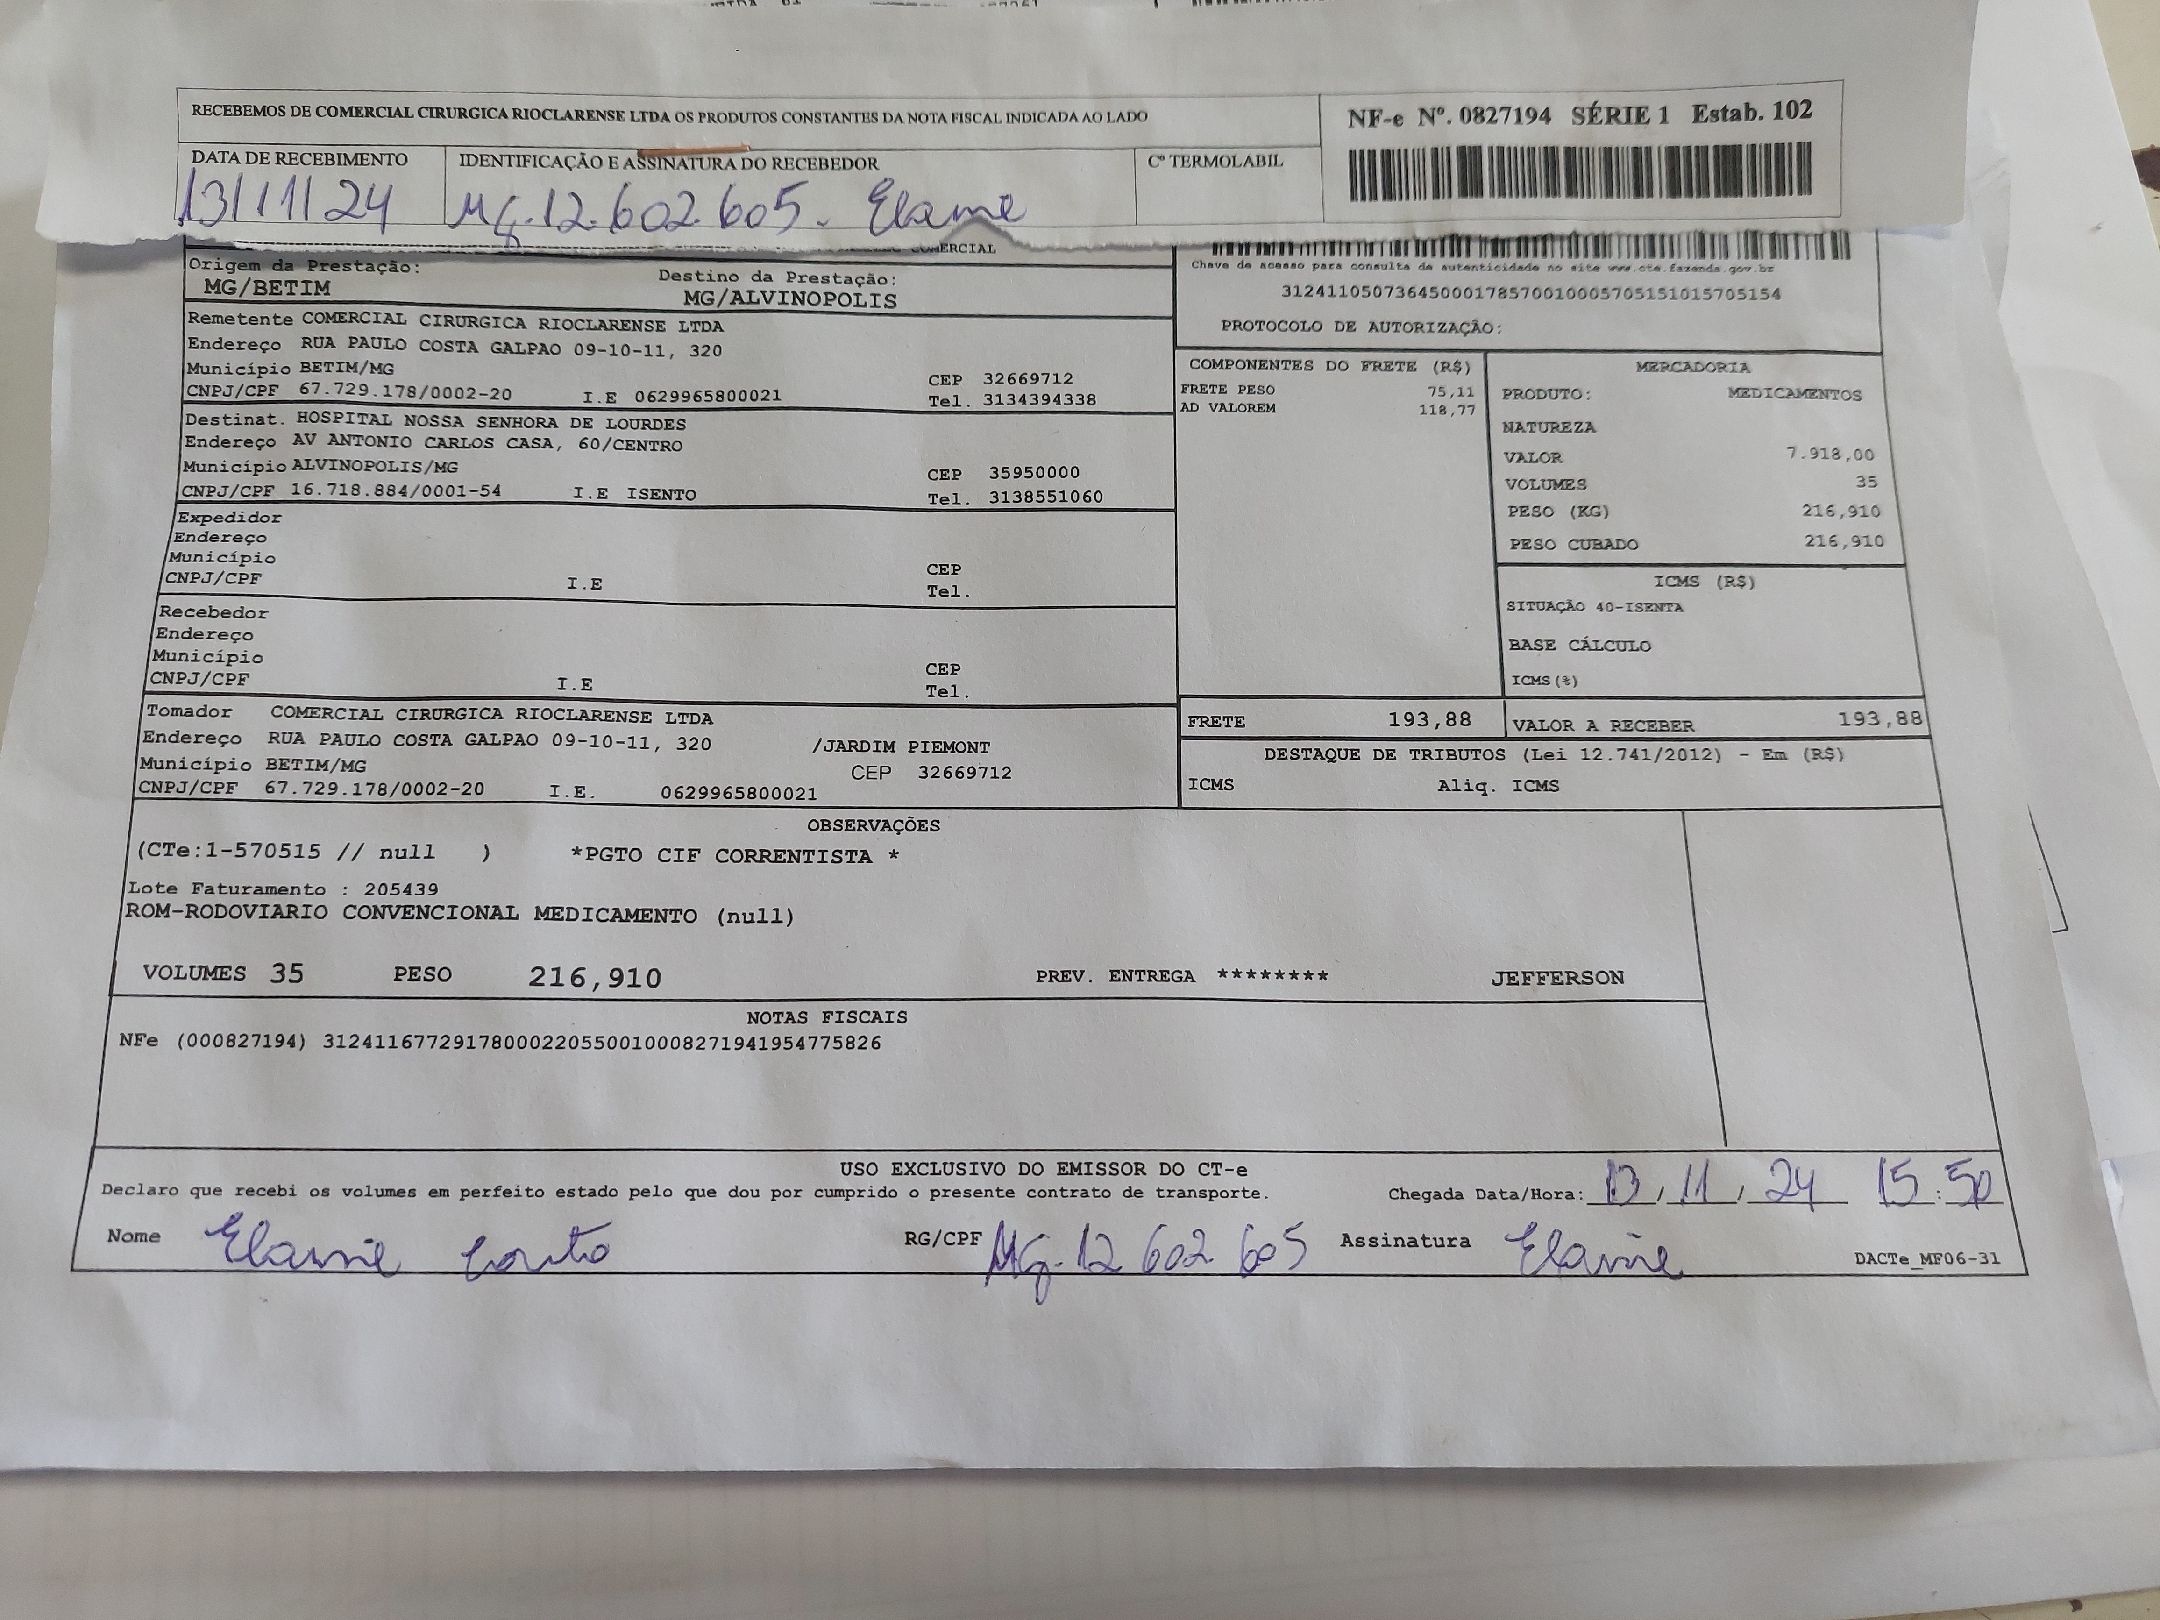 RECEBEMOS DE COMERCIAL CIRURGICA RIOCLARENSE LTDA OS PRODUTOS CONSTANTES DA NOTA FISCAL INDICADA AO LADO
NF-e Nº. 0827194 SÉRIE 1 Estab. 102
DATA DE RECEBIMENTO
IDENTIFICAÇÃO E ASSINATURA DO RECEBEDOR
Cº TERMOLABIL
13/11/24
Mg.12.602.605. Elaine
COMERCIAL
Origem da Prestação:
MG/BETIM
Destino da Prestação:
MG/ALVINOPOLIS
Chave de acesso para consulta de autenticidade no site www.cte.fazenda.gov.br
31241105073645000178570010005705151015705154
PROTOCOLO DE AUTORIZAÇÃO:
Remetente COMERCIAL CIRURGICA RIOCLARENSE LTDA
Endereço RUA PAULO COSTA GALPAO 09-10-11, 320
Município BETIM/MG
CEP 32669712
CNPJ/CPF 67.729.178/0002-20 I.E 0629965800021 Tel. 3134394338
Destinat. HOSPITAL NOSSA SENHORA DE LOURDES
Endereço AV ANTONIO CARLOS CASA, 60/CENTRO
Município ALVINOPOLIS/MG
CEP 35950000
CNPJ/CPF 16.718.884/0001-54 I.E ISENTO Tel. 3138551060
Expedidor
Endereço
Município
CEP
CNPJ/CPF I.E Tel.
Recebedor
Endereço
Município
CEP
CNPJ/CPF I.E Tel.
Tomador COMERCIAL CIRURGICA RIOCLARENSE LTDA
Endereço RUA PAULO COSTA GALPAO 09-10-11, 320 /JARDIM PIEMONT
Município BETIM/MG CEP 32669712
CNPJ/CPF 67.729.178/0002-20 I.E. 0629965800021
COMPONENTES DO FRETE (R$)
FRETE PESO 75,11
AD VALOREM 118,77
MERCADORIA
PRODUTO: MEDICAMENTOS
NATUREZA
VALOR 7.918,00
VOLUMES 35
PESO (KG) 216,910
PESO CUBADO 216,910
ICMS (R$)
SITUAÇÃO 40-ISENTA
BASE CÁLCULO
ICMS(%)
FRETE 193,88 VALOR A RECEBER 193,88
DESTAQUE DE TRIBUTOS (Lei 12.741/2012) - Em (R$)
ICMS Aliq. ICMS
OBSERVAÇÕES
(CTe:1-570515 // null ) *PGTO CIF CORRENTISTA *
Lote Faturamento : 205439
ROM-RODOVIARIO CONVENCIONAL MEDICAMENTO (null)
VOLUMES 35 PESO 216,910 PREV. ENTREGA ******** JEFFERSON
NOTAS FISCAIS
NFe (000827194) 31241167729178000220550010008271941954775826
USO EXCLUSIVO DO EMISSOR DO CT-e
Declaro que recebi os volumes em perfeito estado pelo que dou por cumprido o presente contrato de transporte.
Chegada Data/Hora: 13/11/24 15:50
Nome Elaine Couto RG/CPF Mg.12 602 605 Assinatura Elaine
DACTe_MF06-31